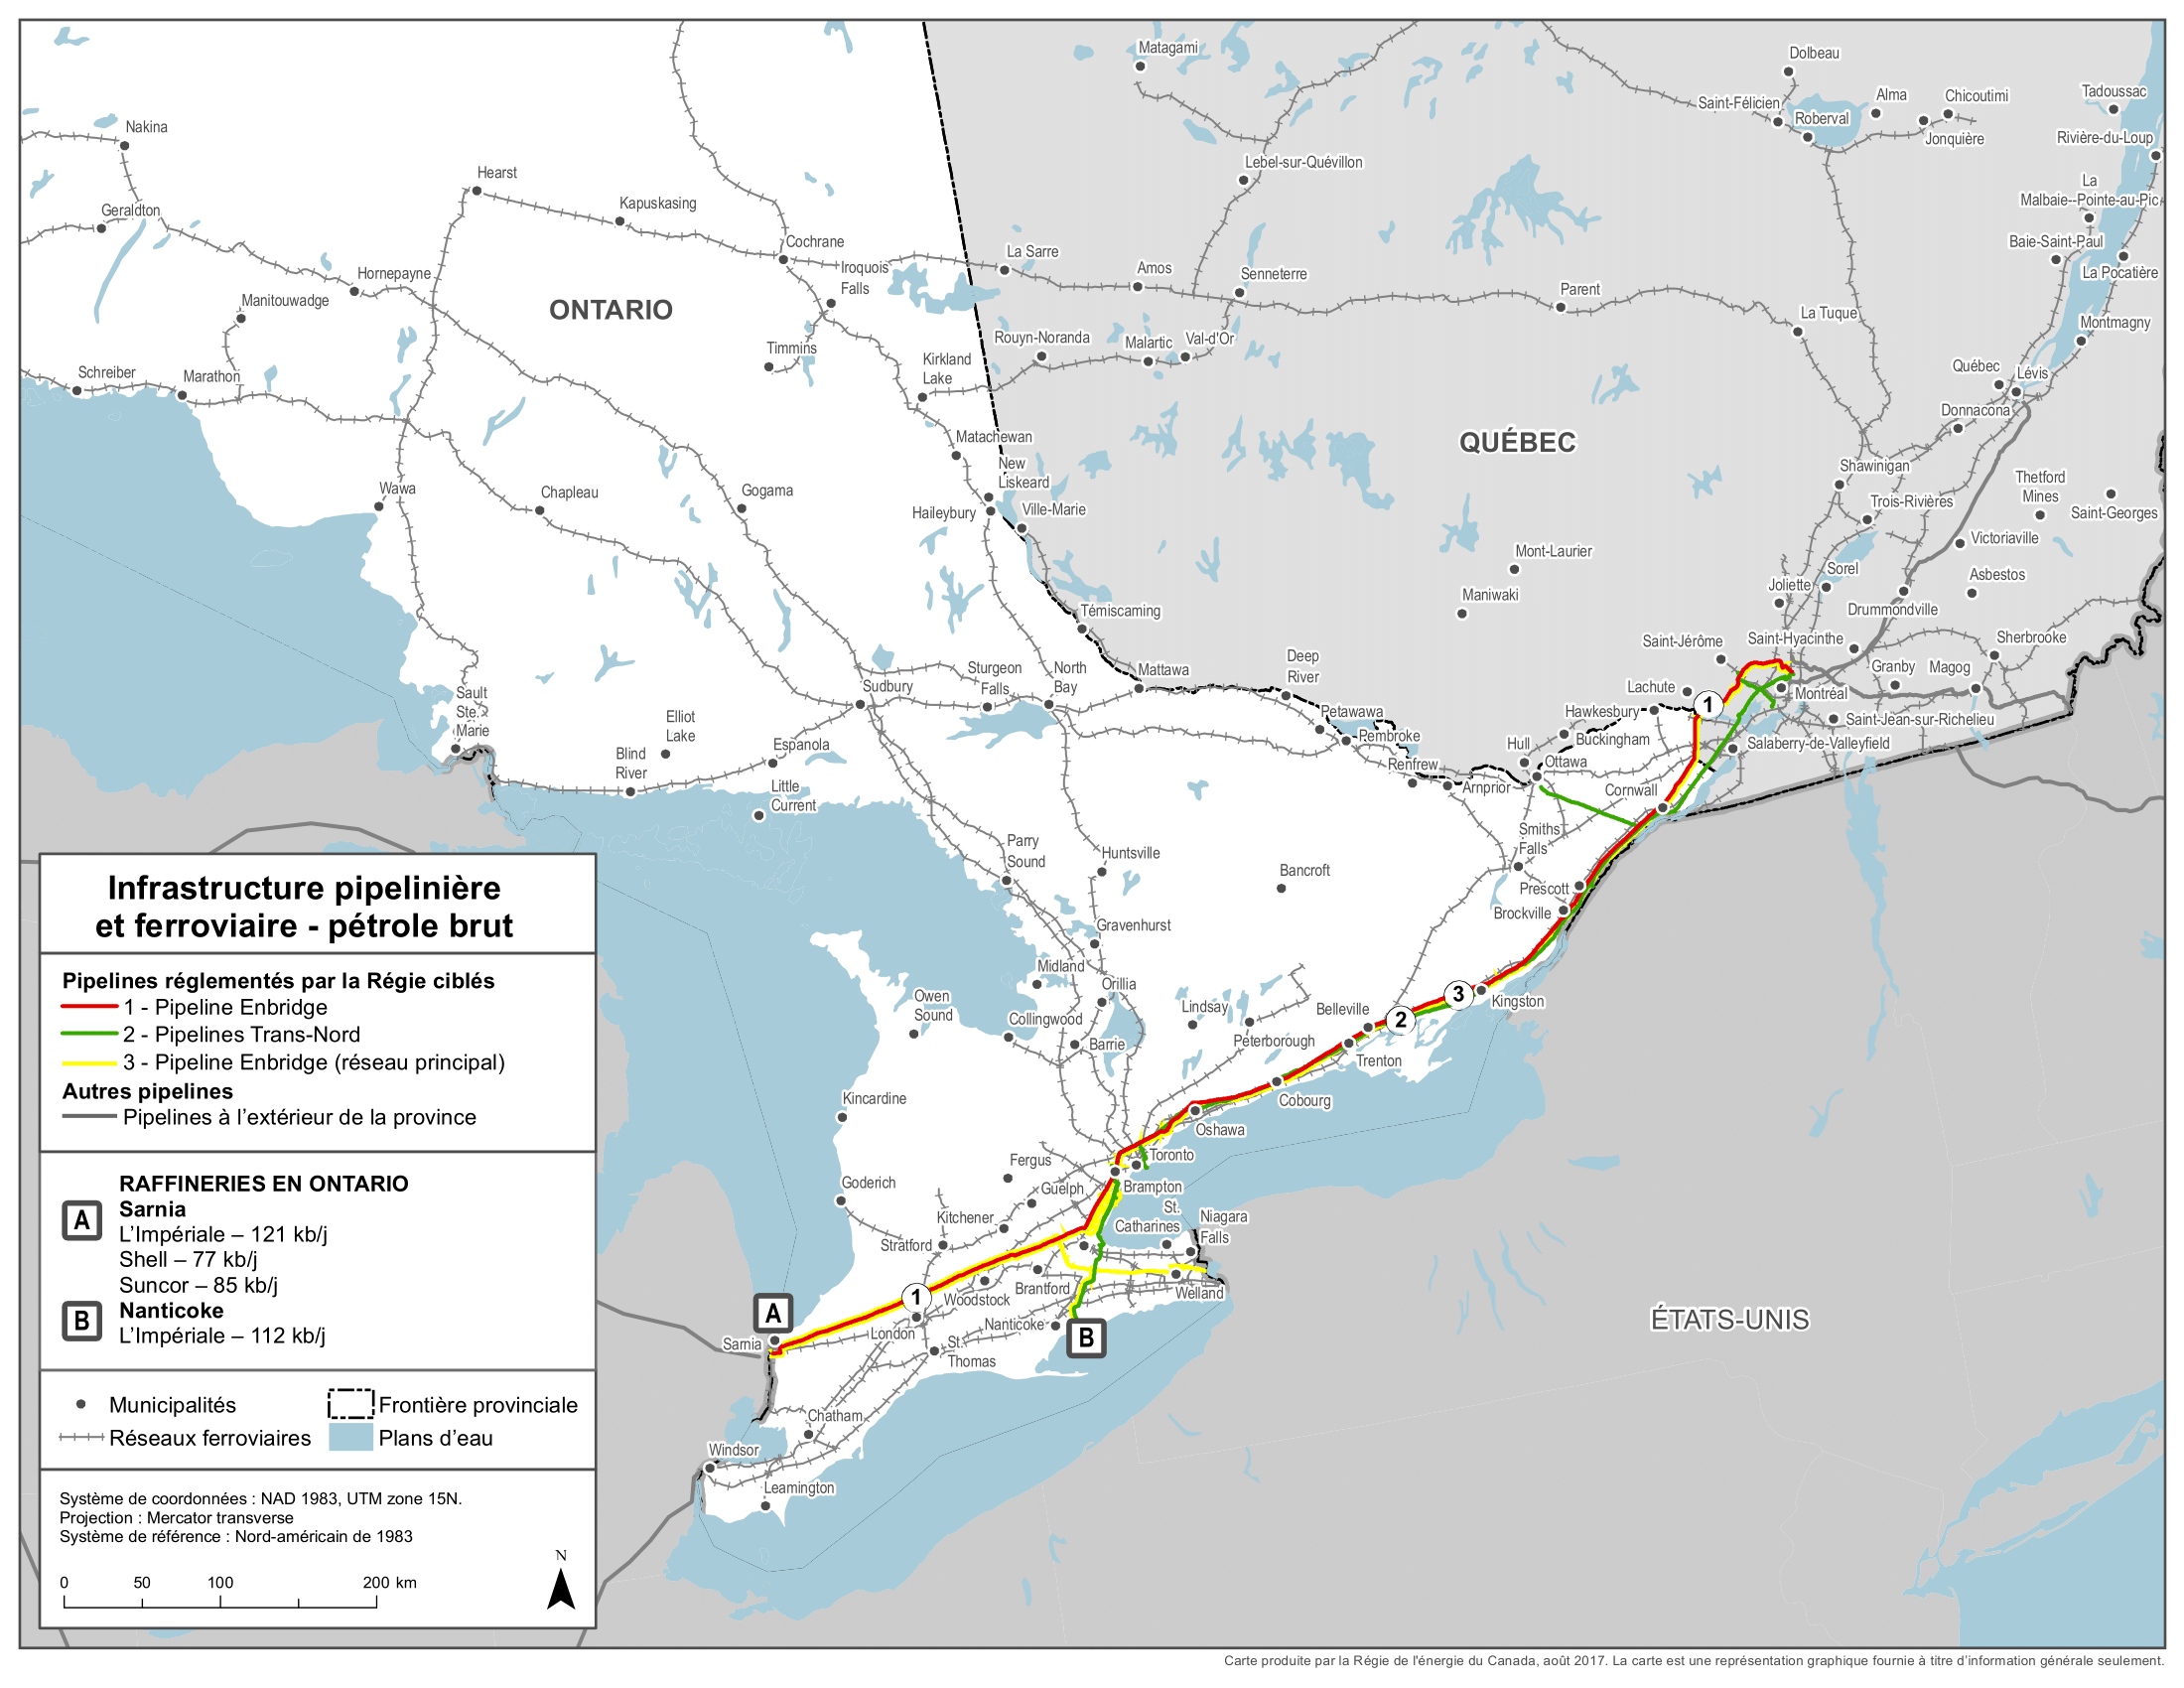 Matagami
Dolbeau
Saint-Félicien
Roberval
Alma
Chicoutimi
Jonquière
Tadoussac
Rivière-du-Loup
La
Malbaie--Pointe-au-Pic
Baie-Saint-Paul
La Pocatière
Montmagny
Nakina
Geraldton
Hearst
Kapuskasing
Cochrane
Iroquois
Falls
Lebel-sur-Quévillon
La Sarre
Amos
Senneterre
Parent
La Tuque
Hornepayne
Manitouwadge
ONTARIO
Timmins
Kirkland
Lake
Rouyn-Noranda
Malartic
Val-d'Or
Schreiber
Marathon
Québec
Lévis
Donnacona
QUÉBEC
Matachewan
New
Liskeard
Haileybury
Ville-Marie
Wawa
Chapleau
Gogama
Shawinigan
Trois-Rivières
Thetford
Mines
Saint-Georges
Victoriaville
Mont-Laurier
Maniwaki
Joliette
Sorel
Asbestos
Drummondville
Témiscaming
Mattawa
Deep
River
Saint-Jérôme
Saint-Hyacinthe
Sherbrooke
Granby
Magog
Lachute
1
Montréal
Saint-Jean-sur-Richelieu
Salaberry-de-Valleyfield
Sault
Ste.
Marie
Elliot
Lake
Blind
River
Espanola
Little
Current
Sudbury
Sturgeon
Falls
North
Bay
Petawawa
Pembroke
Renfrew
Arnprior
Hawkesbury
Buckingham
Hull
Ottawa
Cornwall
Smiths
Falls
Prescott
Brockville
Parry
Sound
Huntsville
Bancroft
Gravenhurst
Midland
Orillia
Owen
Sound
Collingwood
Barrie
Lindsay
Peterborough
Belleville
2
3
Kingston
Trenton
Cobourg
Oshawa
Toronto
Brampton
Kincardine
Goderich
Fergus
Guelph
Kitchener
Stratford
St.
Catharines
Niagara
Falls
Welland
Brantford
Woodstock
1
London
Nanticoke
B
St.
Thomas
A
Sarnia
Chatham
Windsor
Leamington
ÉTATS-UNIS
Infrastructure pipelinière
et ferroviaire - pétrole brut
Pipelines réglementés par la Régie ciblés
1 - Pipeline Enbridge
2 - Pipelines Trans-Nord
3 - Pipeline Enbridge (réseau principal)
Autres pipelines
Pipelines à l’extérieur de la province
RAFFINERIES EN ONTARIO
A
Sarnia
L’Impériale – 121 kb/j
Shell – 77 kb/j
Suncor – 85 kb/j
B
Nanticoke
L’Impériale – 112 kb/j
Municipalités
Frontière provinciale
Réseaux ferroviaires
Plans d’eau
Système de coordonnées : NAD 1983, UTM zone 15N.
Projection : Mercator transverse
Système de référence : Nord-américain de 1983
N
0 50 100 200 km
Carte produite par la Régie de l'énergie du Canada, août 2017. La carte est une représentation graphique fournie à titre d’information générale seulement.